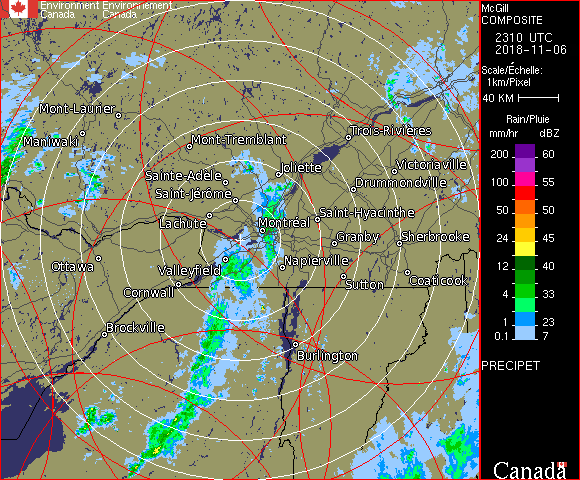 Environment Environnement
Canada Canada
McGill
COMPOSITE
2310 UTC
2018-11-06
Scale/Échelle:
1km/Pixel
40 KM
Rain/Pluie
mm/hr dBZ
200 60
100 55
50 50
24 45
12 40
4 33
1 23
0.1 7
PRECIPET
Canada
Mont-Laurier
Maniwaki
Mont-Tremblant
Trois-Rivières
Sainte-Adèle
Joliette
Victoriaville
Saint-Jérôme
Drummondville
Lachute
Montréal
Saint-Hyacinthe
Granby
Sherbrooke
Ottawa
Valleyfield
Napierville
Cornwall
Sutton
Coaticook
Brockville
Burlington